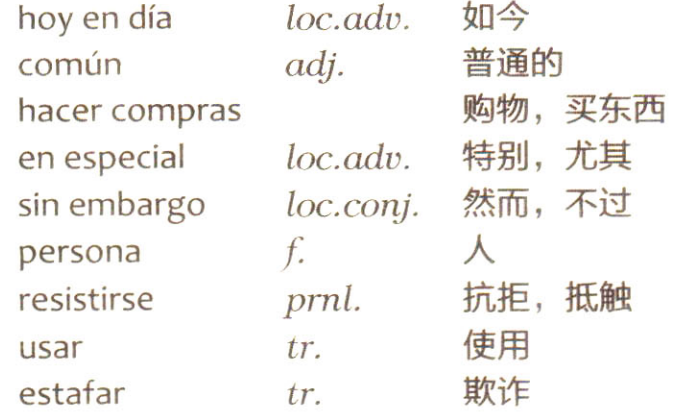 hoy en día loc.adv. 如今
común adj. 普通的
hacer compras 购物，买东西
en especial loc.adv. 特别，尤其
sin embargo loc.conj. 然而，不过
persona f. 人
resistirse prnl. 抗拒，抵触
usar tr. 使用
estafar tr. 欺诈